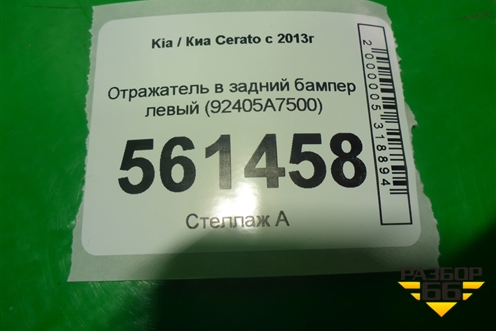 Kia / Киа Cerato с 2013г
Отражатель в задний бампер
левый (92405A7500)
561458
Стеллаж А
2000005318894
РАЗБОР
66